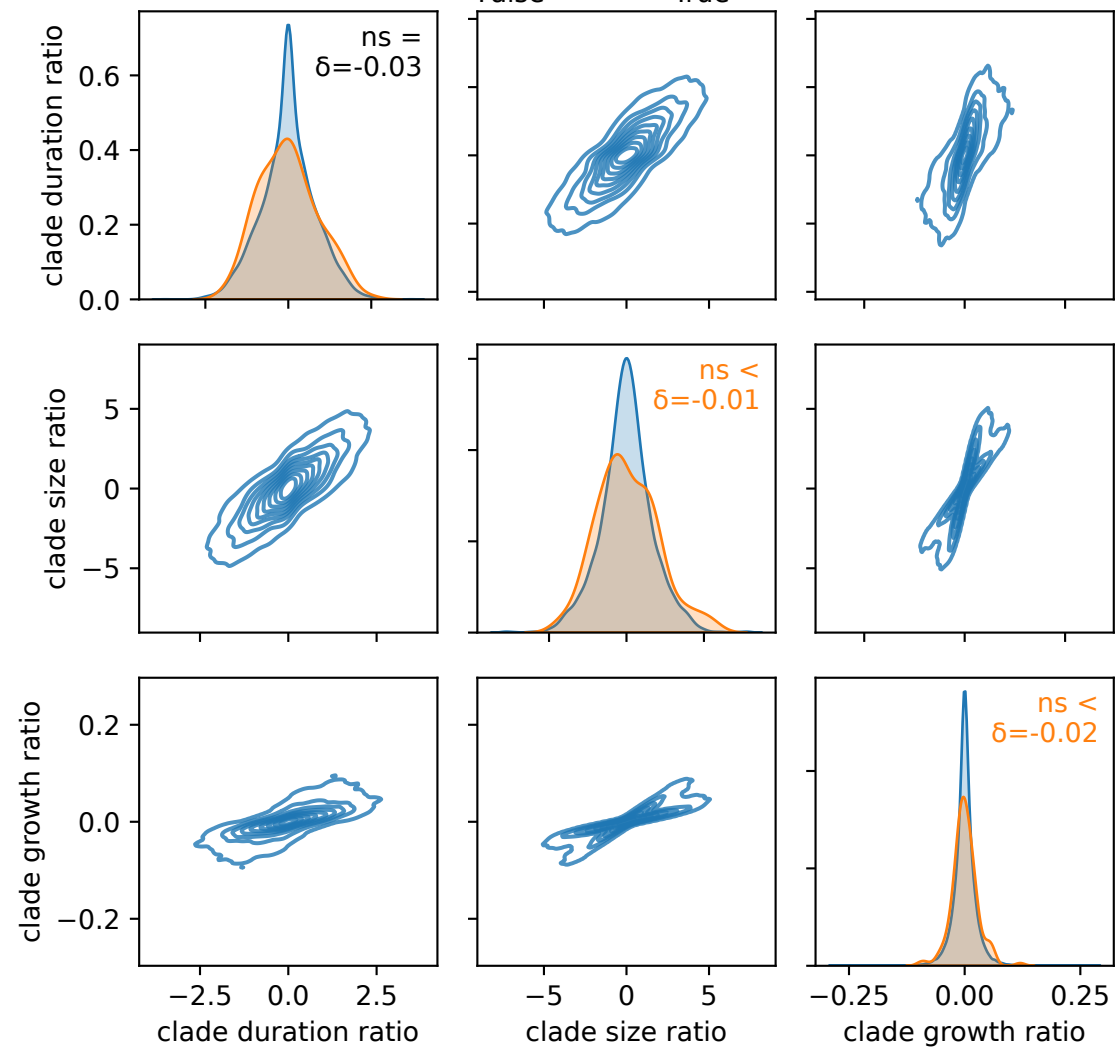 clade duration ratio
0.6
0.4
0.2
0.0
ns =
δ=-0.03
clade size ratio
5
0
−5
ns <
δ=-0.01
clade growth ratio
0.2
0.0
−0.2
ns <
δ=-0.02
−2.5 0.0 2.5
−5 0 5
−0.25 0.00 0.25
clade duration ratio
clade size ratio
clade growth ratio